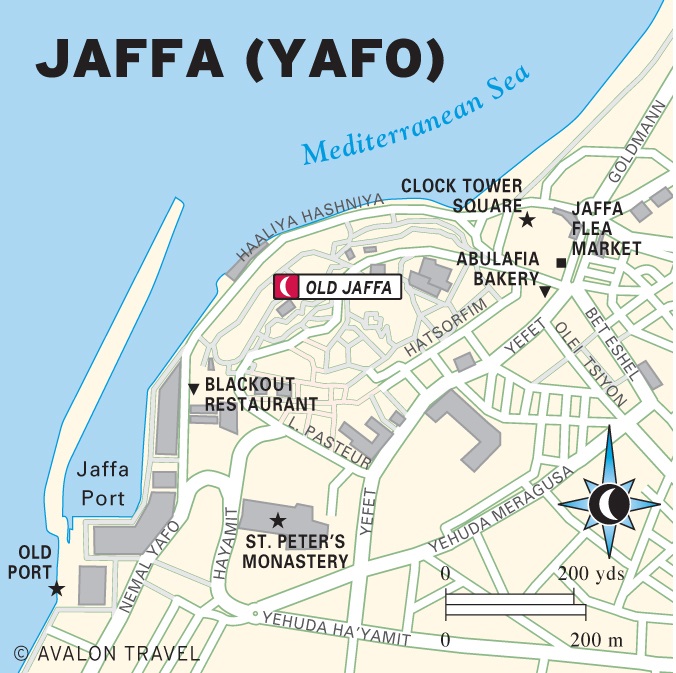 JAFFA (YAFO)
Mediterranean Sea
GOLDMANN
CLOCK TOWER
SQUARE
HAALIYA HASHNIYA
JAFFA
FLEA
MARKET
ABULAFIA
BAKERY
OLD JAFFA
HATSORFIM
YEFET
OLEI TSIYON
BET ESHEL
BLACKOUT
RESTAURANT
L. PASTEUR
Jaffa
Port
YEFET
YEHUDA MERAGUSA
HAYAMIT
NEMAL YAFO
ST. PETER'S
MONASTERY
OLD
PORT
0 200 yds
0 200 m
YEHUDA HA'YAMIT
© AVALON TRAVEL